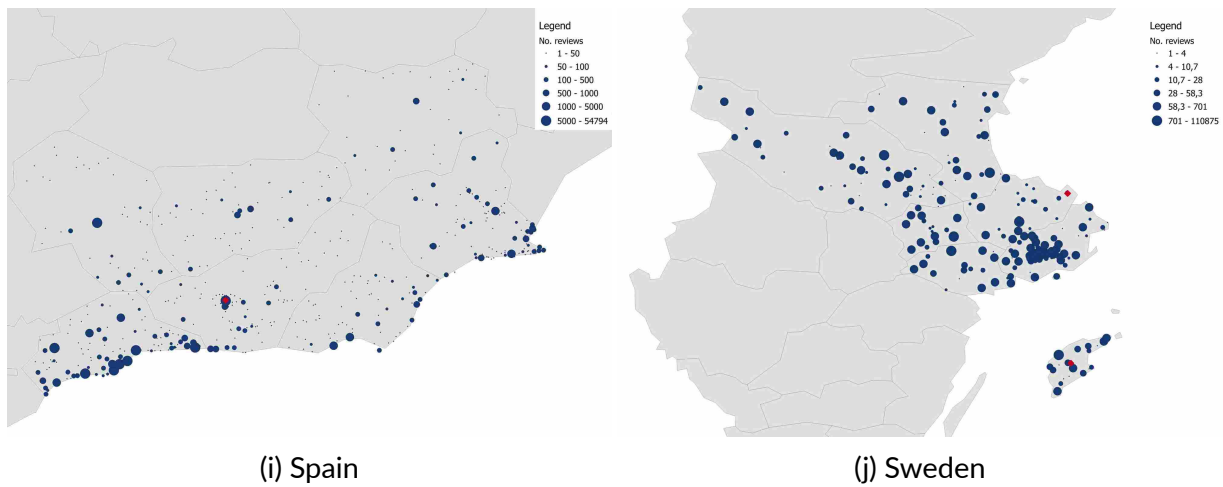 Legend
No. reviews
1 - 50
50 - 100
100 - 500
500 - 1000
1000 - 5000
5000 - 54794
(i) Spain
Legend
No. reviews
1 - 4
4 - 10,7
10,7 - 28
28 - 58,3
58,3 - 701
701 - 110875
(j) Sweden